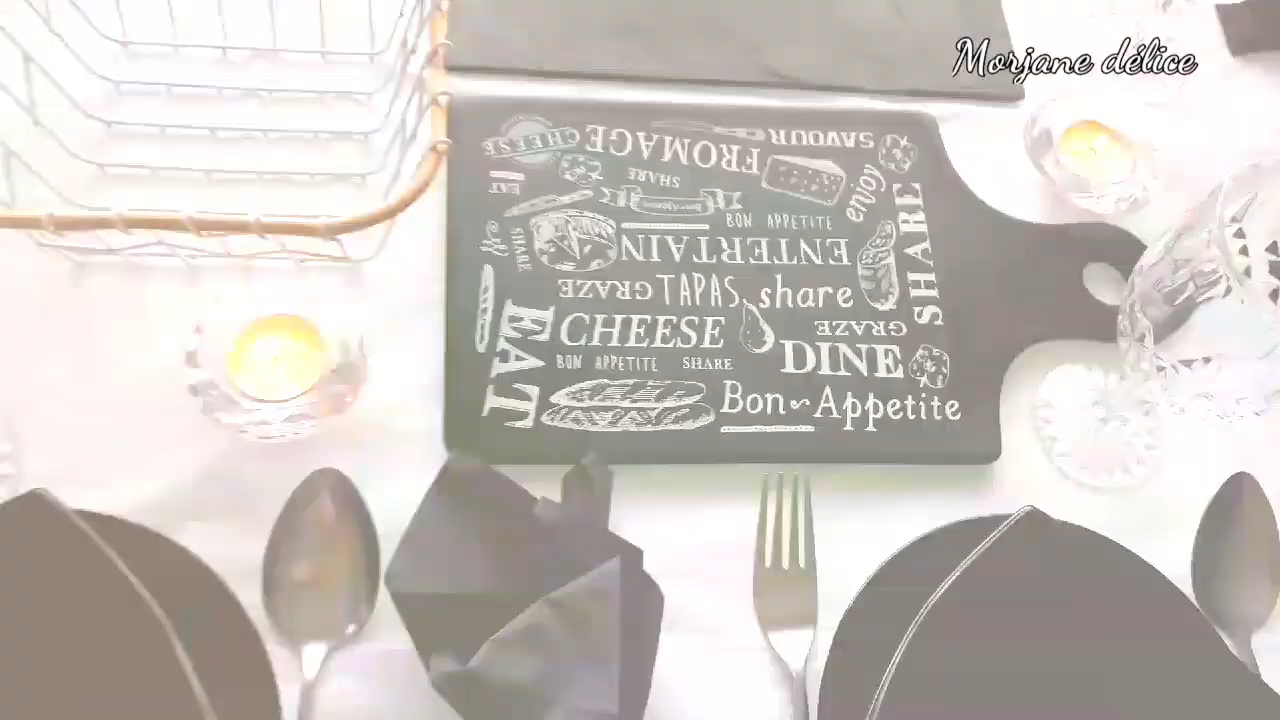 Morjane délice
CHEESE
FROMAGE
SAVOUR
EAT
SHARE
enjoy
SHARE
BON APPETITE
SHARE
ENTERTAIN
GRAZE TAPAS, share
EAT
CHEESE
GRAZE
BON APPETITE SHARE
DINE
Bon Appetite